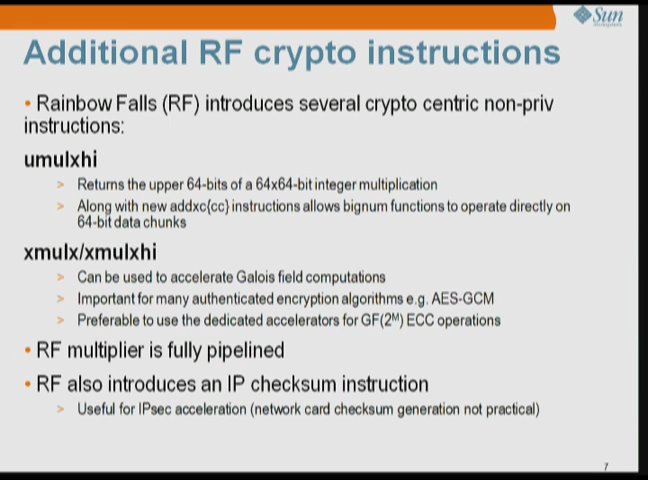 Sun
Additional RF crypto instructions
• Rainbow Falls (RF) introduces several crypto centric non-priv
instructions:
umulxhi
> Returns the upper 64-bits of a 64x64-bit integer multiplication
> Along with new addxc{cc} instructions allows bignum functions to operate directly on
64-bit data chunks
xmulx/xmulxhi
> Can be used to accelerate Galois field computations
> Important for many authenticated encryption algorithms e.g. AES-GCM
> Preferable to use the dedicated accelerators for GF(2ᴹ) ECC operations
• RF multiplier is fully pipelined
• RF also introduces an IP checksum instruction
> Useful for IPsec acceleration (network card checksum generation not practical)
7